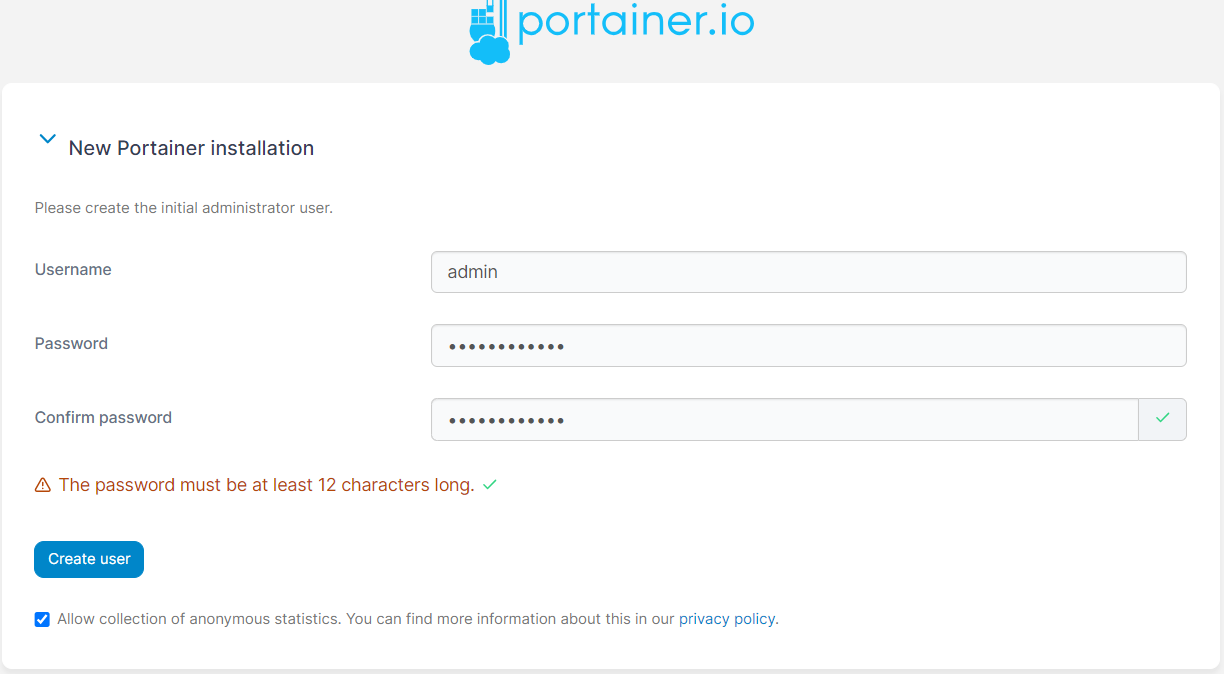 portainer.io
New Portainer installation
Please create the initial administrator user.
Username
admin
Password
••••••••••••
Confirm password
••••••••••••
The password must be at least 12 characters long.
Create user
Allow collection of anonymous statistics. You can find more information about this in our privacy policy.